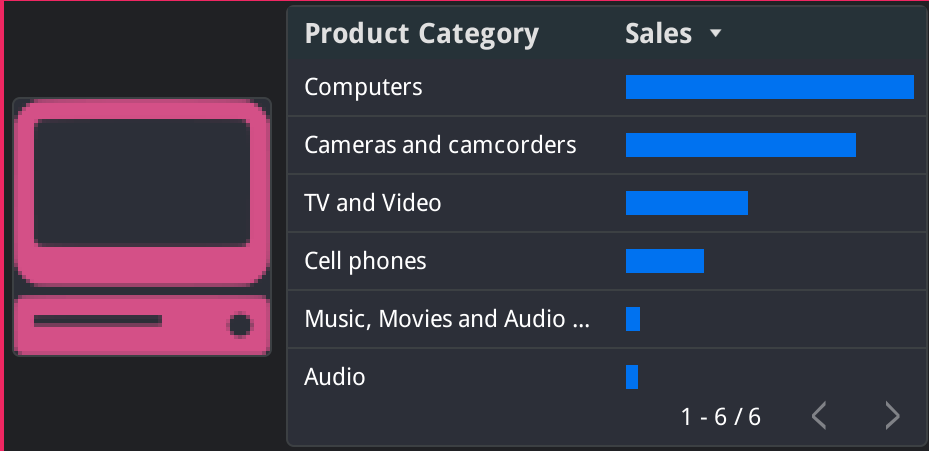 Product Category Sales
Computers
Cameras and camcorders
TV and Video
Cell phones
Music, Movies and Audio ...
Audio
1 - 6 / 6